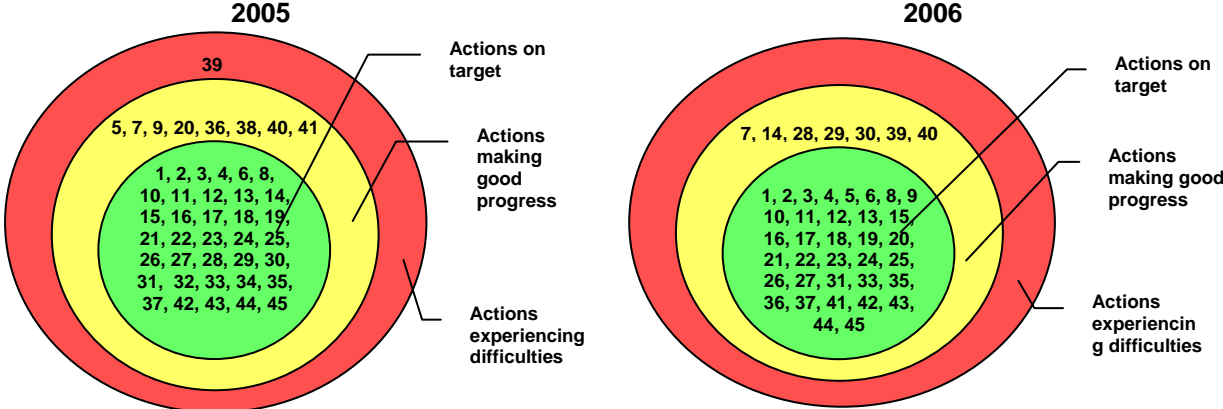 2005
39
5, 7, 9, 20, 36, 38, 40, 41
1, 2, 3, 4, 6, 8,
10, 11, 12, 13, 14,
15, 16, 17, 18, 19,
21, 22, 23, 24, 25,
26, 27, 28, 29, 30,
31, 32, 33, 34, 35,
37, 42, 43, 44, 45
Actions on
target
Actions
making
good
progress
Actions
experiencing
difficulties
2006
7, 14, 28, 29, 30, 39, 40
1, 2, 3, 4, 5, 6, 8, 9
10, 11, 12, 13, 15,
16, 17, 18, 19, 20,
21, 22, 23, 24, 25,
26, 27, 31, 33, 35,
36, 37, 41, 42, 43,
44, 45
Actions on
target
Actions
making good
progress
Actions
experiencin
g difficulties